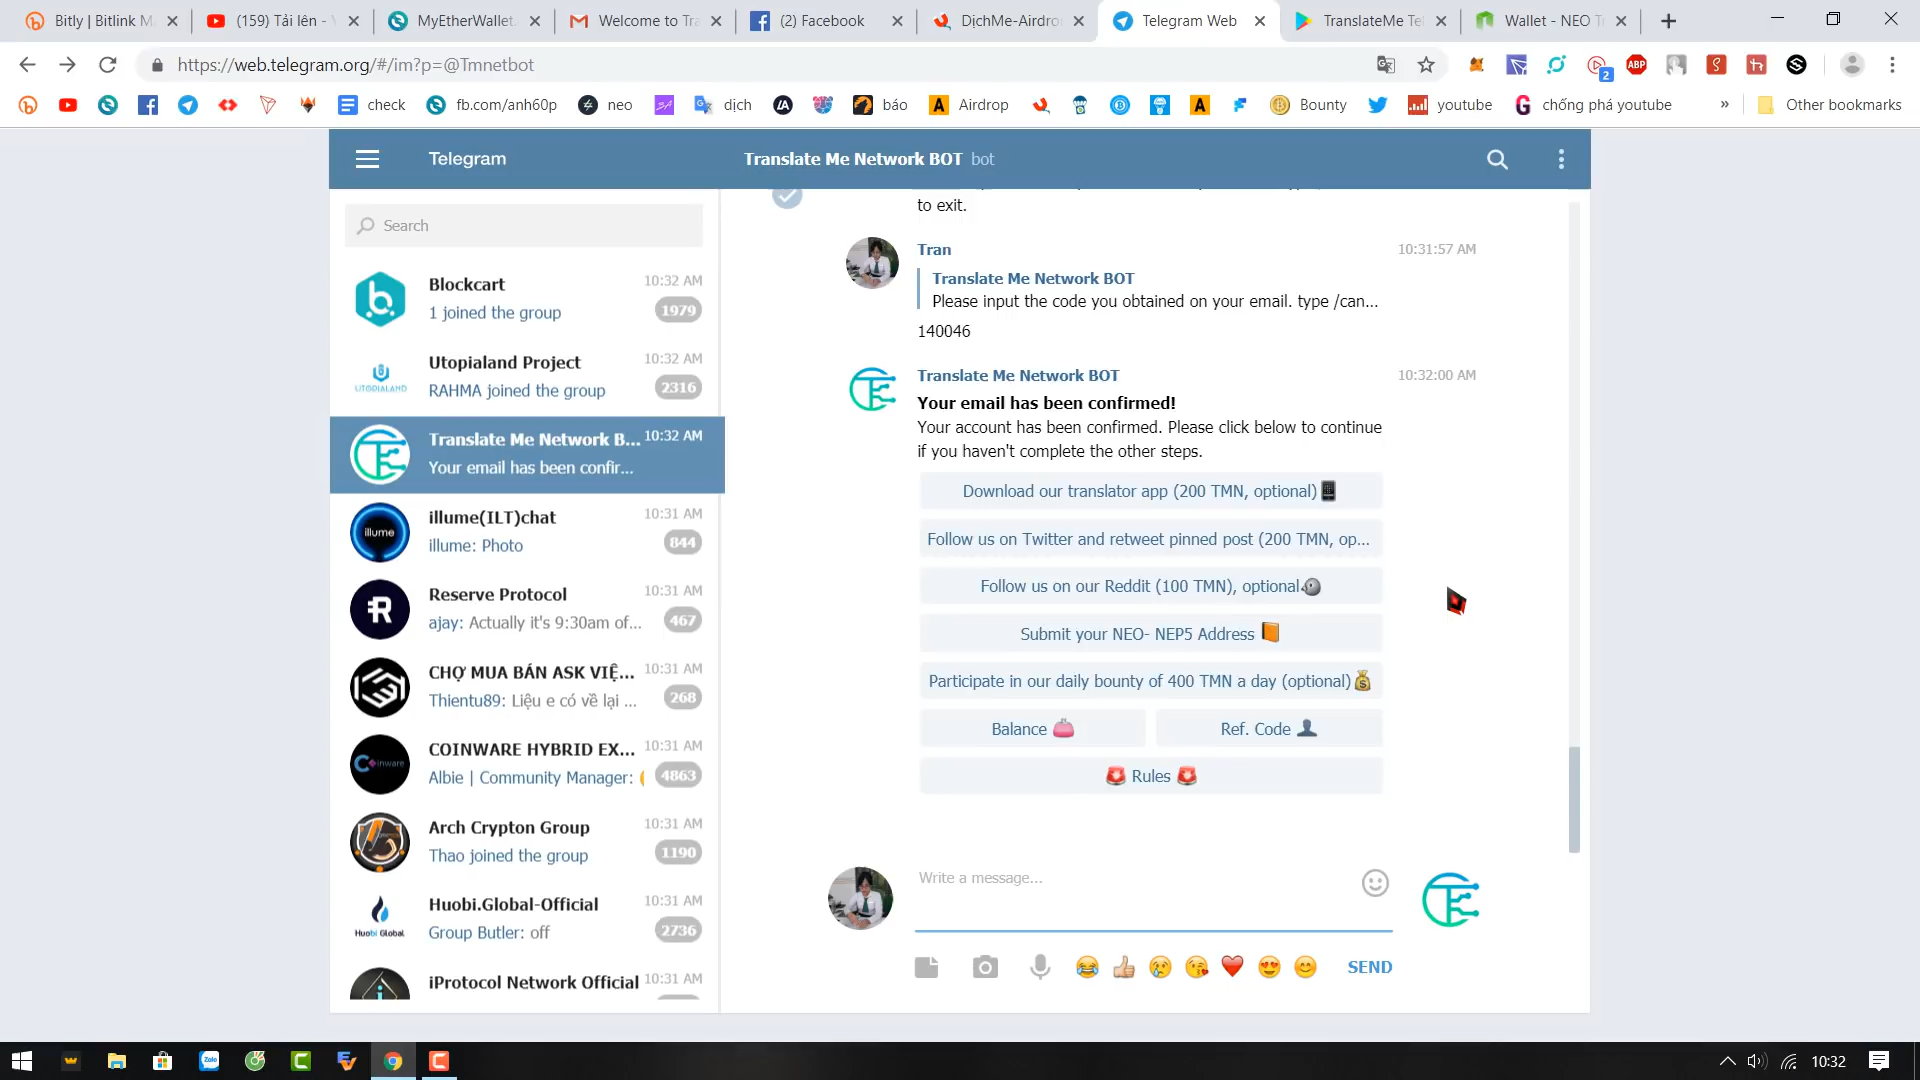 Bitly | Bitlink M
(159) Tải lên -
MyEtherWallet.
Welcome to Tra
(2) Facebook
DịchMe-Airdro
Telegram Web
TranslateMe Te
Wallet - NEO T
https://web.telegram.org/#/im?p=@Tmnetbot
2
ABP
check
fb.com/anh60p
neo
dịch
báo
Airdrop
Bounty
youtube
chống phá youtube
»
Other bookmarks
Telegram
Translate Me Network BOT bot
Search
Blockcart
10:32 AM
1 joined the group
1979
Utopialand Project
10:32 AM
UTOPIALAND
RAHMA joined the group
2316
Translate Me Network B...
10:32 AM
Your email has been confir...
illume(ILT)chat
10:31 AM
illume
illume: Photo
844
Reserve Protocol
10:31 AM
ajay: Actually it's 9:30am of...
467
CHỢ MUA BÁN ASK VIỆ...
10:31 AM
Thientu89: Liệu e có về lại ...
268
COINWARE HYBRID EX...
10:31 AM
Albie | Community Manager:
4863
Arch Crypton Group
10:31 AM
Thao joined the group
1190
Huobi.Global-Official
10:31 AM
Huobi Global
Group Butler: off
2736
iProtocol Network Official
10:31 AM
to exit.
Tran
10:31:57 AM
Translate Me Network BOT
Please input the code you obtained on your email. type /can...
140046
Translate Me Network BOT
10:32:00 AM
Your email has been confirmed!
Your account has been confirmed. Please click below to continue
if you haven't complete the other steps.
Download our translator app (200 TMN, optional)
Follow us on Twitter and retweet pinned post (200 TMN, op...
Follow us on our Reddit (100 TMN), optional
Submit your NEO- NEP5 Address
Participate in our daily bounty of 400 TMN a day (optional)
Balance
Ref. Code
Rules
Write a message...
SEND
10:32